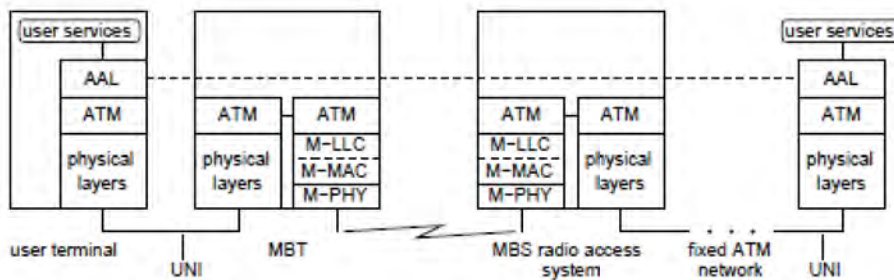 user services
user services
AAL
AAL
ATM
ATM
ATM
ATM
ATM
ATM
physical
layers
physical
layers
M-LLC
M-MAC
M-PHY
M-LLC
M-MAC
M-PHY
physical
layers
physical
layers
user terminal
MBT
MBS radio access
system
fixed ATM
network
UNI
UNI